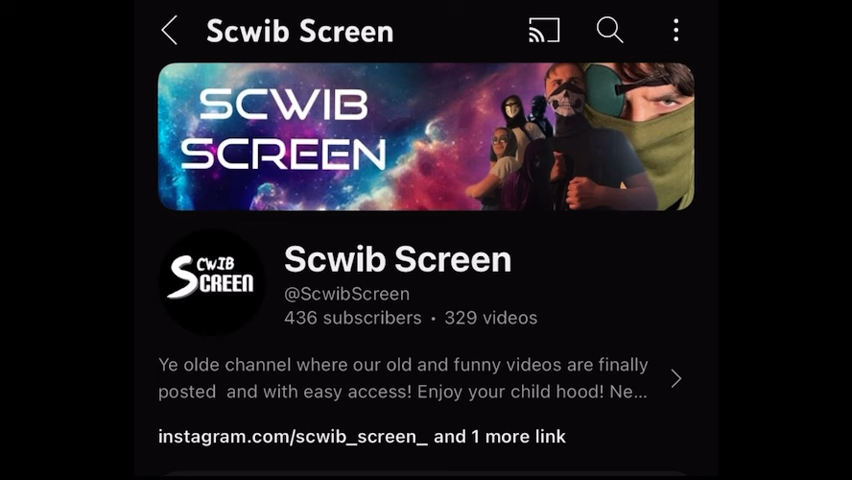 Scwib Screen
SCWIB
SCREEN
SCWIB
SCREEN
Scwib Screen
@ScwibScreen
436 subscribers • 329 videos
Ye olde channel where our old and funny videos are finally
posted  and with easy access! Enjoy your child hood! Ne...
instagram.com/scwib_screen_ and 1 more link